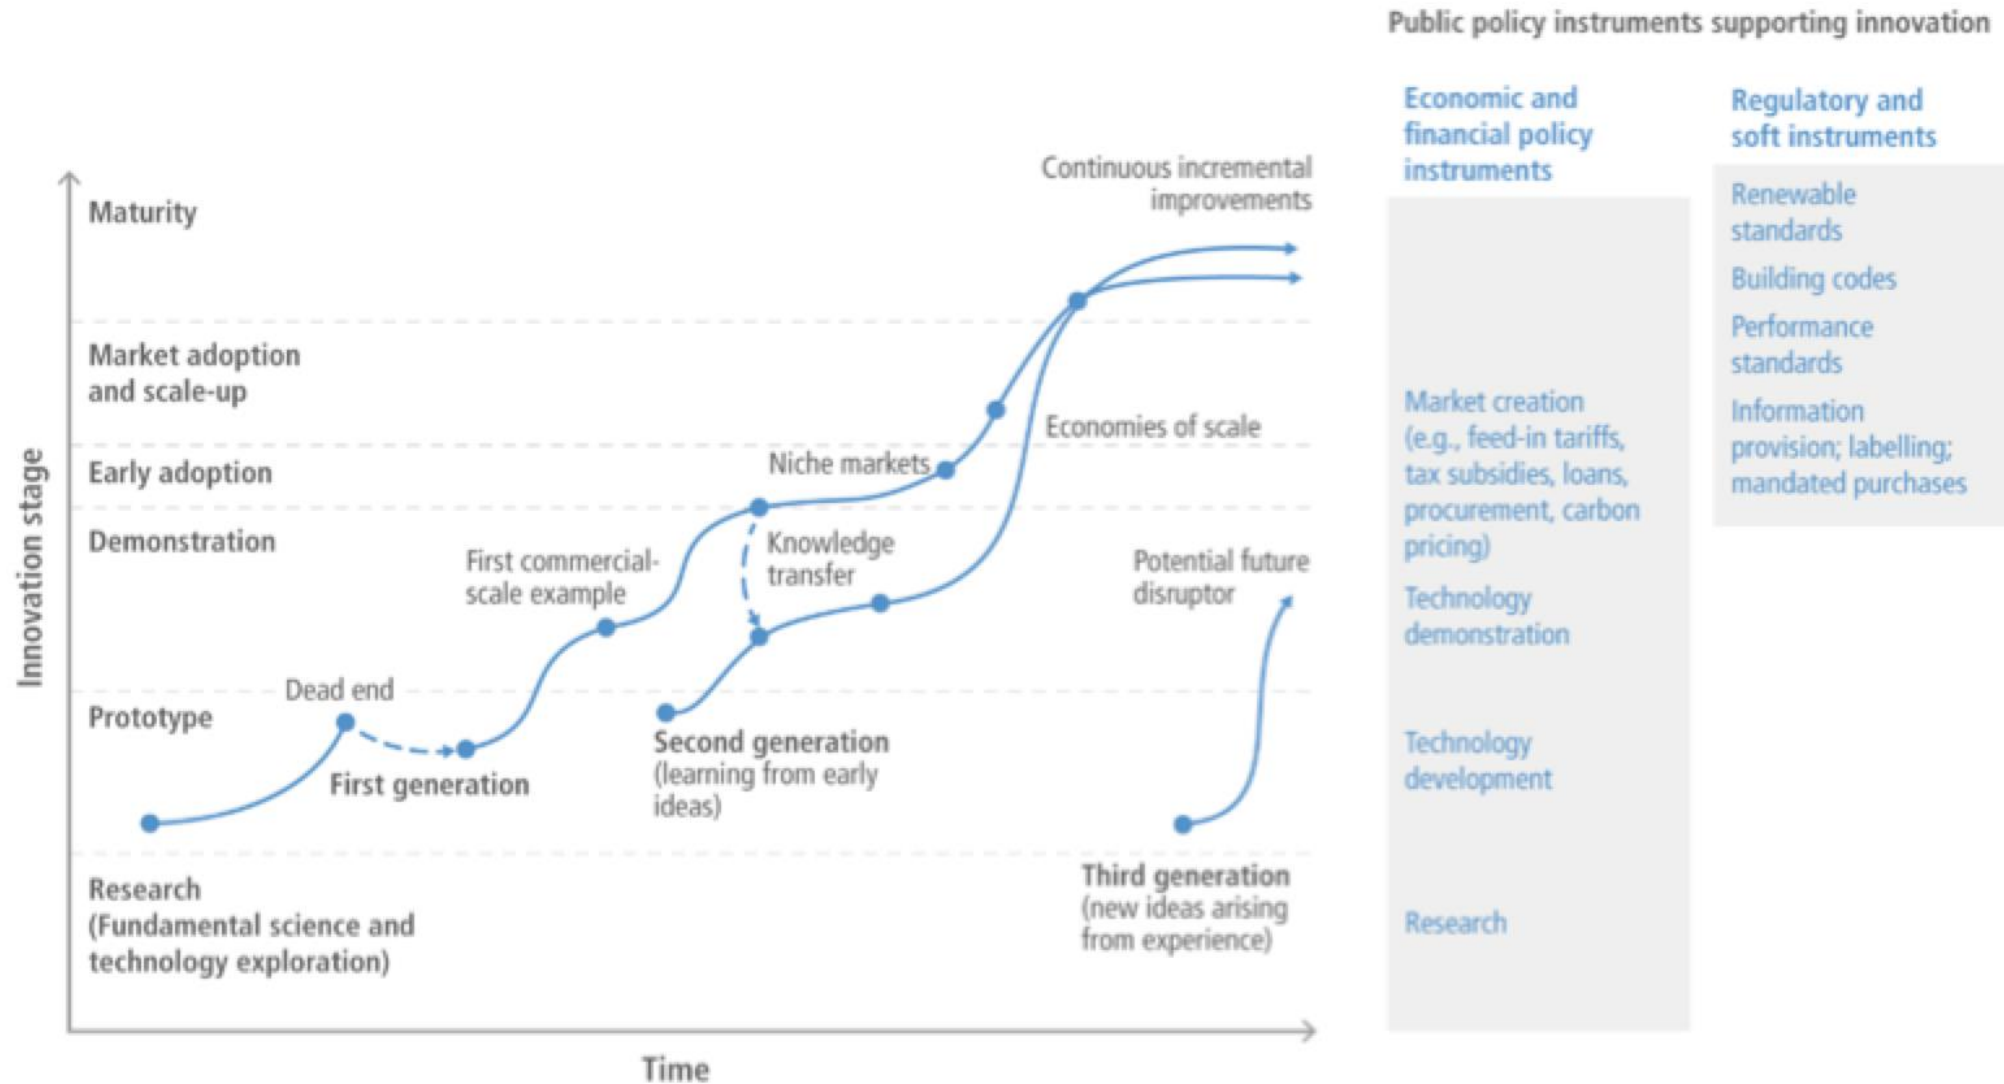 Public policy instruments supporting innovation
Economic and
financial policy
instruments
Regulatory and
soft instruments
Innovation stage
Maturity
Market adoption
and scale-up
Early adoption
Demonstration
Prototype
Research
(Fundamental science and
technology exploration)
Continuous incremental
improvements
Economies of scale
Niche markets
Knowledge
transfer
First commercial-
scale example
Potential future
disruptor
Dead end
First generation
Second generation
(learning from early
ideas)
Third generation
(new ideas arising
from experience)
Time
Market creation
(e.g., feed-in tariffs,
tax subsidies, loans,
procurement, carbon
pricing)
Technology
demonstration
Technology
development
Research
Renewable
standards
Building codes
Performance
standards
Information
provision; labelling;
mandated purchases